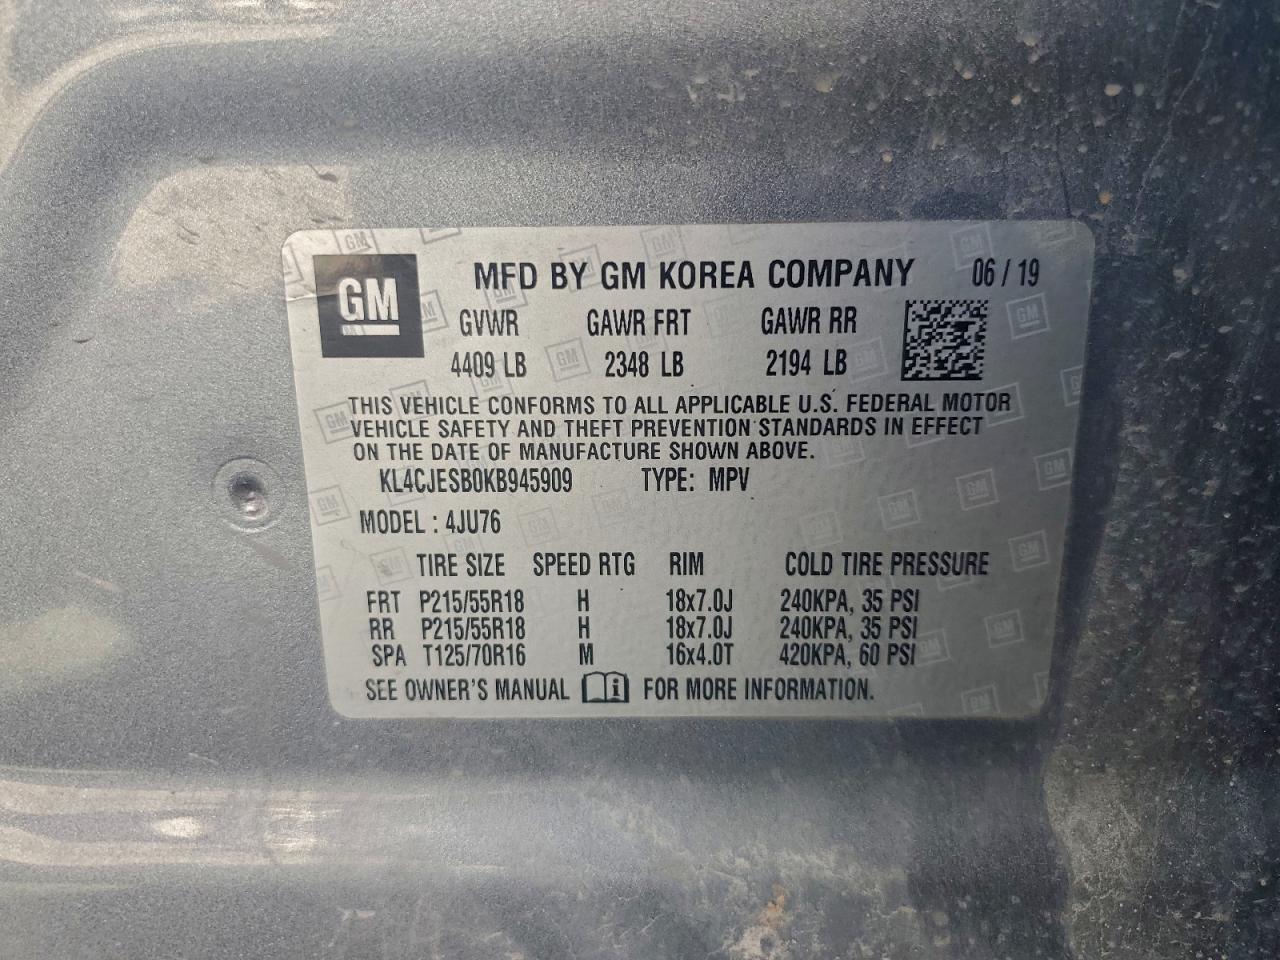 GM
MFD BY GM KOREA COMPANY 06 / 19
GVWR GAWR FRT GAWR RR
4409 LB 2348 LB 2194 LB
THIS VEHICLE CONFORMS TO ALL APPLICABLE U.S. FEDERAL MOTOR
VEHICLE SAFETY AND THEFT PREVENTION STANDARDS IN EFFECT
ON THE DATE OF MANUFACTURE SHOWN ABOVE.
KL4CJESB0KB945909 TYPE: MPV
MODEL : 4JU76
TIRE SIZE SPEED RTG RIM COLD TIRE PRESSURE
FRT P215/55R18 H 18x7.0J 240KPA, 35 PSI
RR P215/55R18 H 18x7.0J 240KPA, 35 PSI
SPA T125/70R16 M 16x4.0T 420KPA, 60 PSI
SEE OWNER'S MANUAL i FOR MORE INFORMATION.